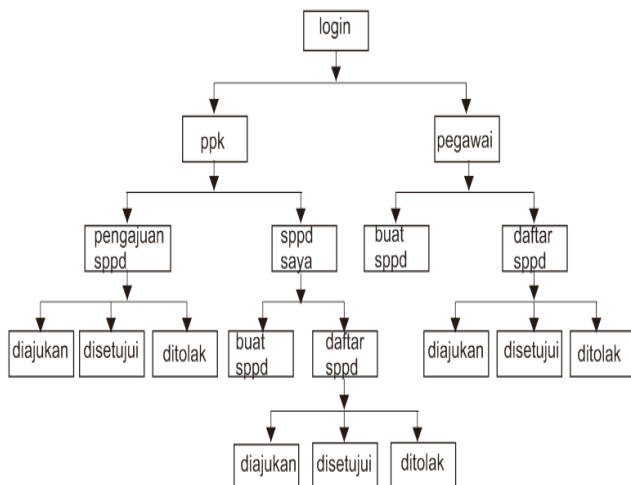 login
ppk
pegawai
pengajuan
sppd
sppd
saya
buat
sppd
daftar
sppd
diajukan
disetujui
ditolak
buat
sppd
daftar
sppd
diajukan
disetujui
ditolak
diajukan
disetujui
ditolak